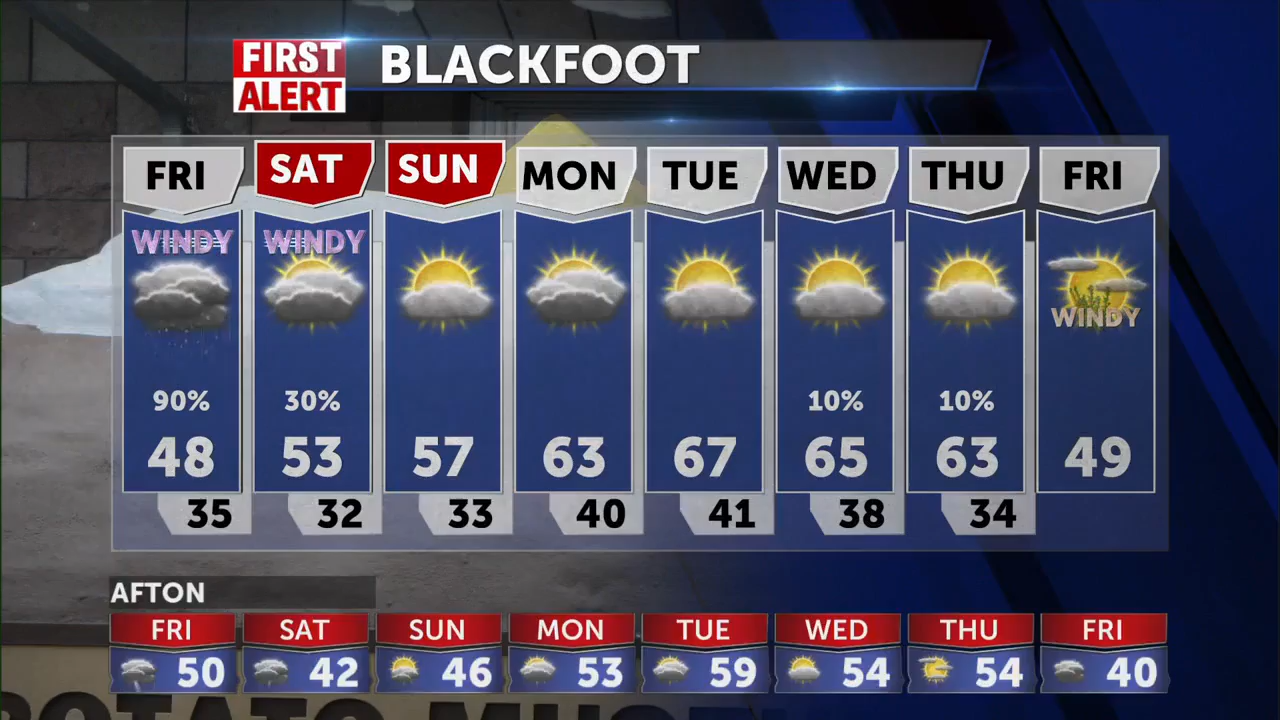 FIRST ALERT
BLACKFOOT
FRI SAT SUN MON TUE WED THU FRI
WINDY WINDY
WINDY
90% 30% 10% 10%
48 53 57 63 67 65 63 49
35 32 33 40 41 38 34
AFTON
FRI SAT SUN MON TUE WED THU FRI
50 42 46 53 59 54 54 40
POTATO